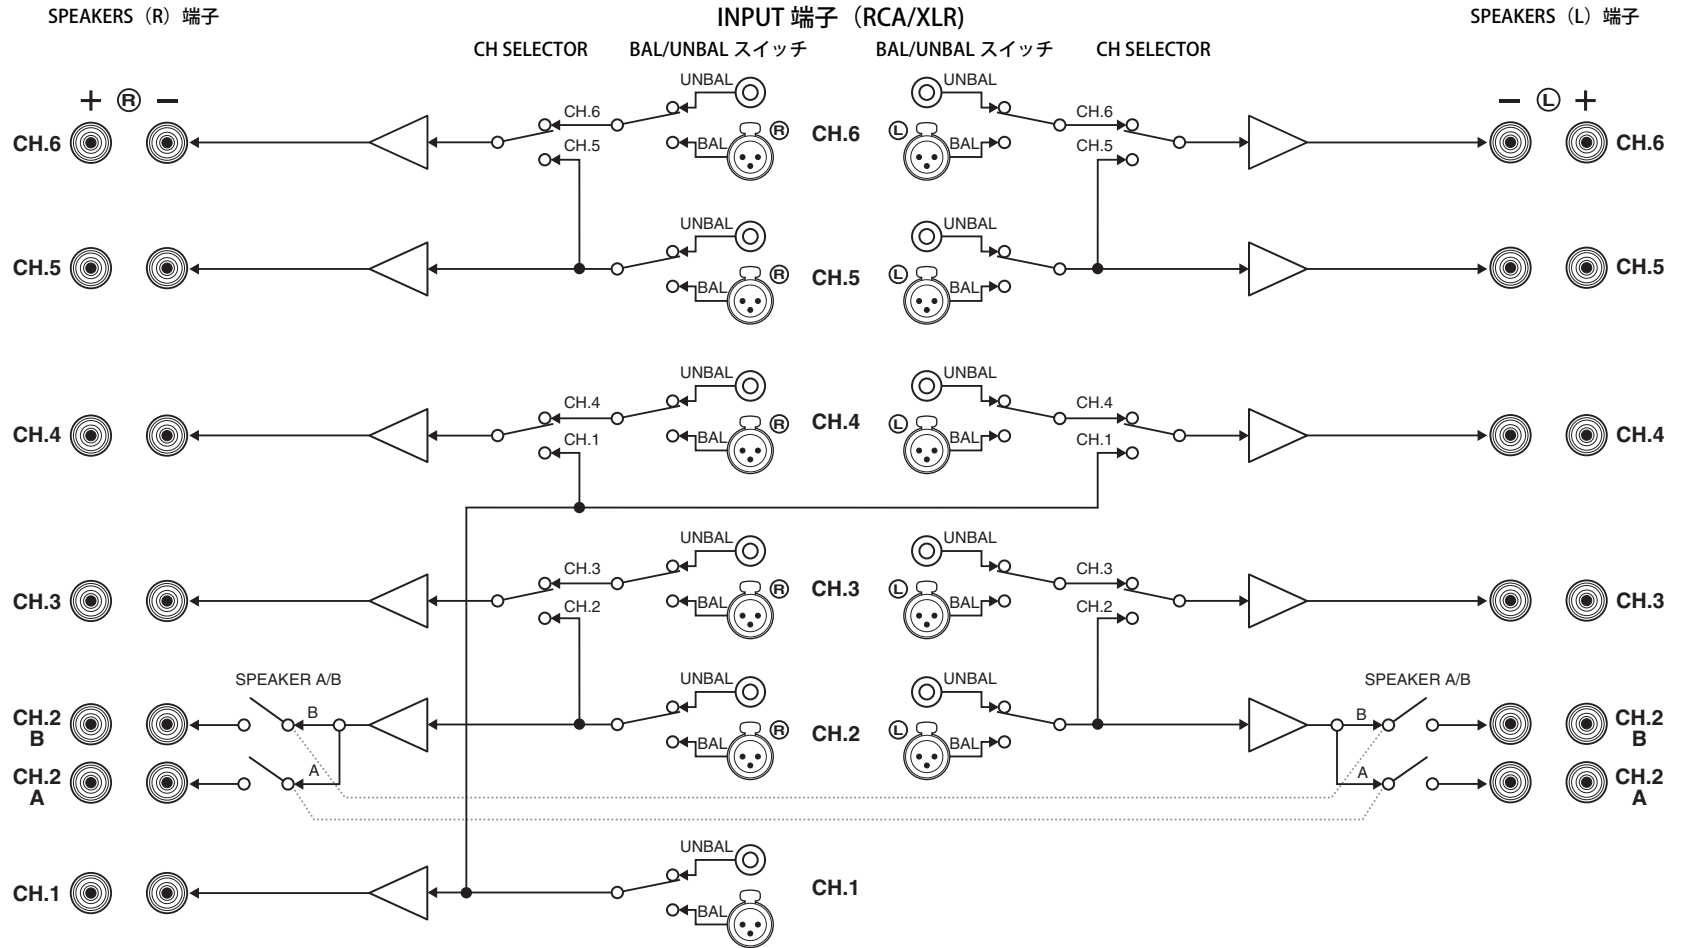 SPEAKERS（R）端子
INPUT 端子（RCA/XLR)
SPEAKERS（L）端子
CH SELECTOR
BAL/UNBAL スイッチ
BAL/UNBAL スイッチ
CH SELECTOR
+ R −
− L +
UNBAL
UNBAL
CH.6
CH.6
CH.6
R
CH.6
L
CH.6
CH.5
BAL
BAL
CH.5
UNBAL
UNBAL
CH.5
R
CH.5
L
CH.5
BAL
BAL
UNBAL
UNBAL
CH.4
CH.4
CH.4
R
CH.4
L
CH.4
CH.1
BAL
BAL
CH.1
UNBAL
UNBAL
CH.3
CH.3
CH.3
R
CH.3
L
CH.3
CH.2
BAL
BAL
CH.2
SPEAKER A/B
UNBAL
UNBAL
SPEAKER A/B
CH.2
B
B
R
CH.2
L
B
CH.2
B
BAL
BAL
CH.2
A
A
A
CH.2
A
UNBAL
CH.1
CH.1
BAL